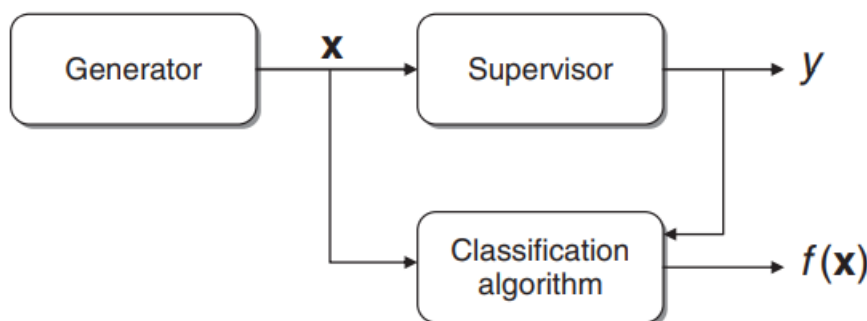 Generator
x
Supervisor
y
Classification
algorithm
f(x)